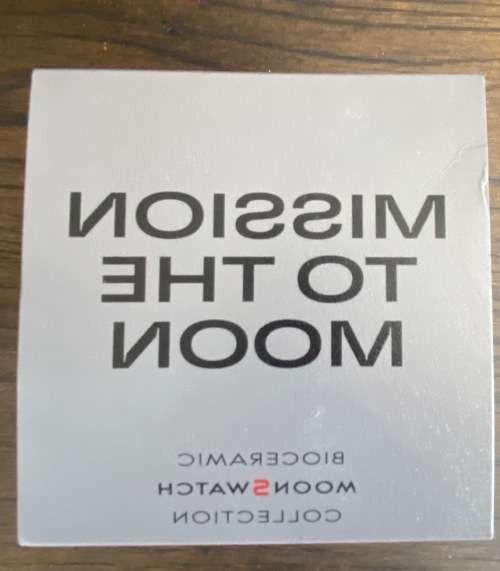 MISSION
TO THE
MOON
BIOCERAMIC
MOONSWATCH
COLLECTION